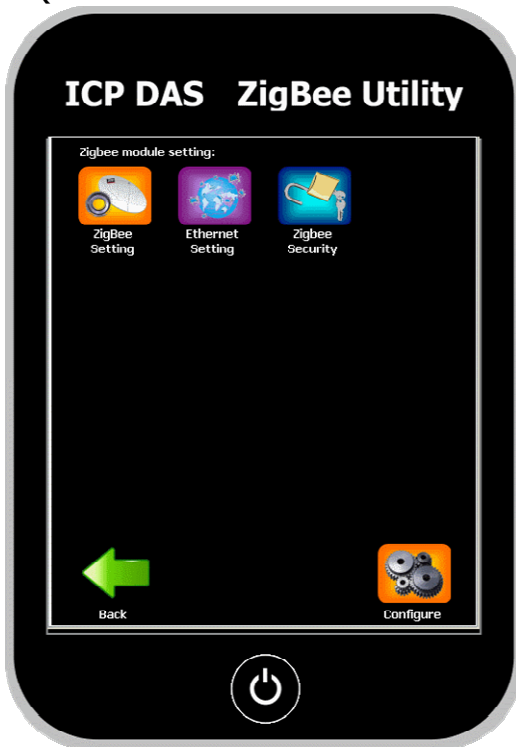 ICP DAS ZigBee Utility
Zigbee module setting:
ZigBee Setting
Ethernet Setting
Zigbee Security
Back
Configure